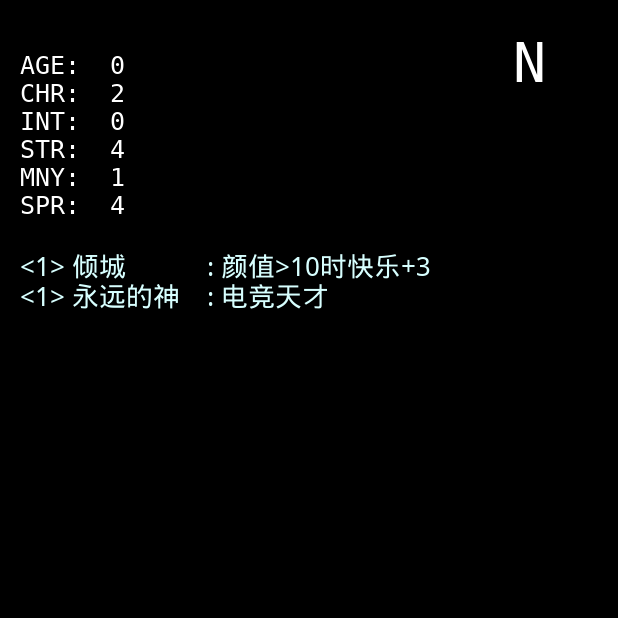 N
AGE: 0
CHR: 2
INT: 0
STR: 4
MNY: 1
SPR: 4
<1> 倾城 : 颜值>10时快乐+3
<1> 永远的神 : 电竞天才